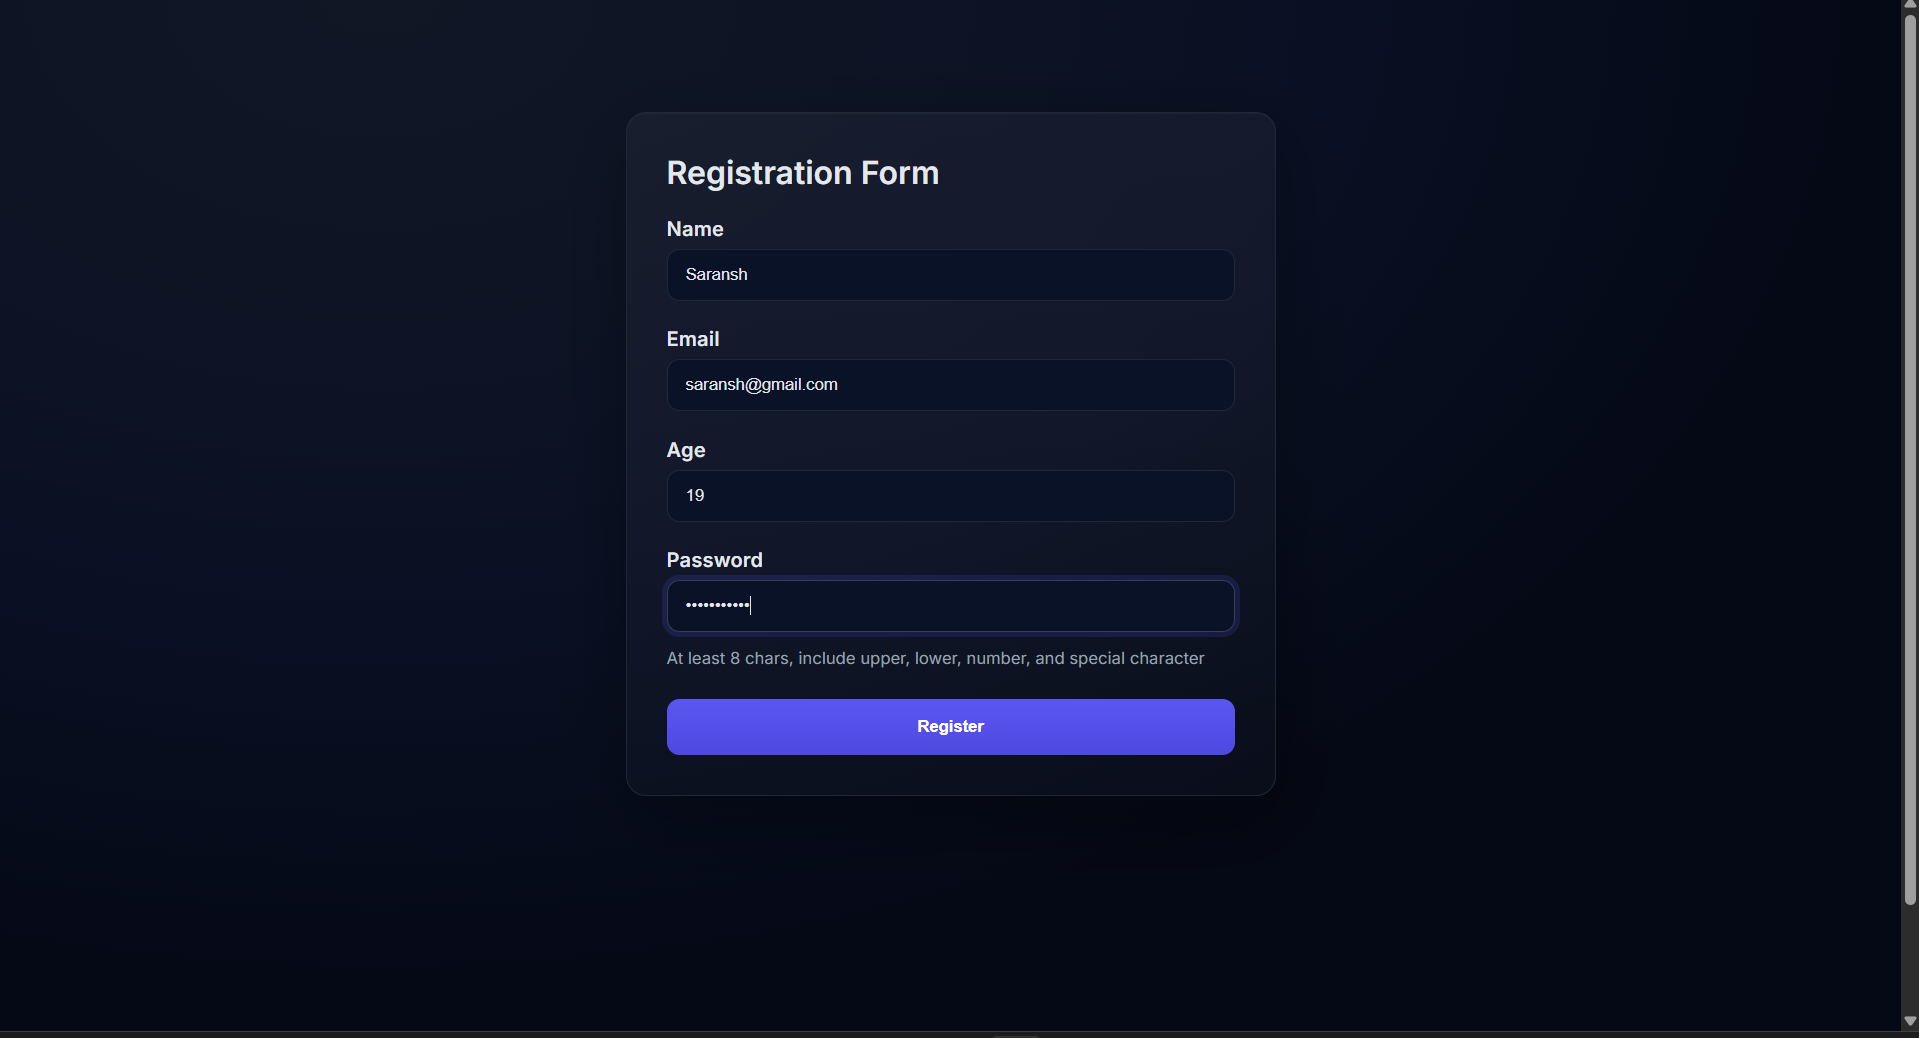 Registration Form
Name
Saransh
Email
saransh@gmail.com
Age
19
Password
•••••••••••
At least 8 chars, include upper, lower, number, and special character
Register